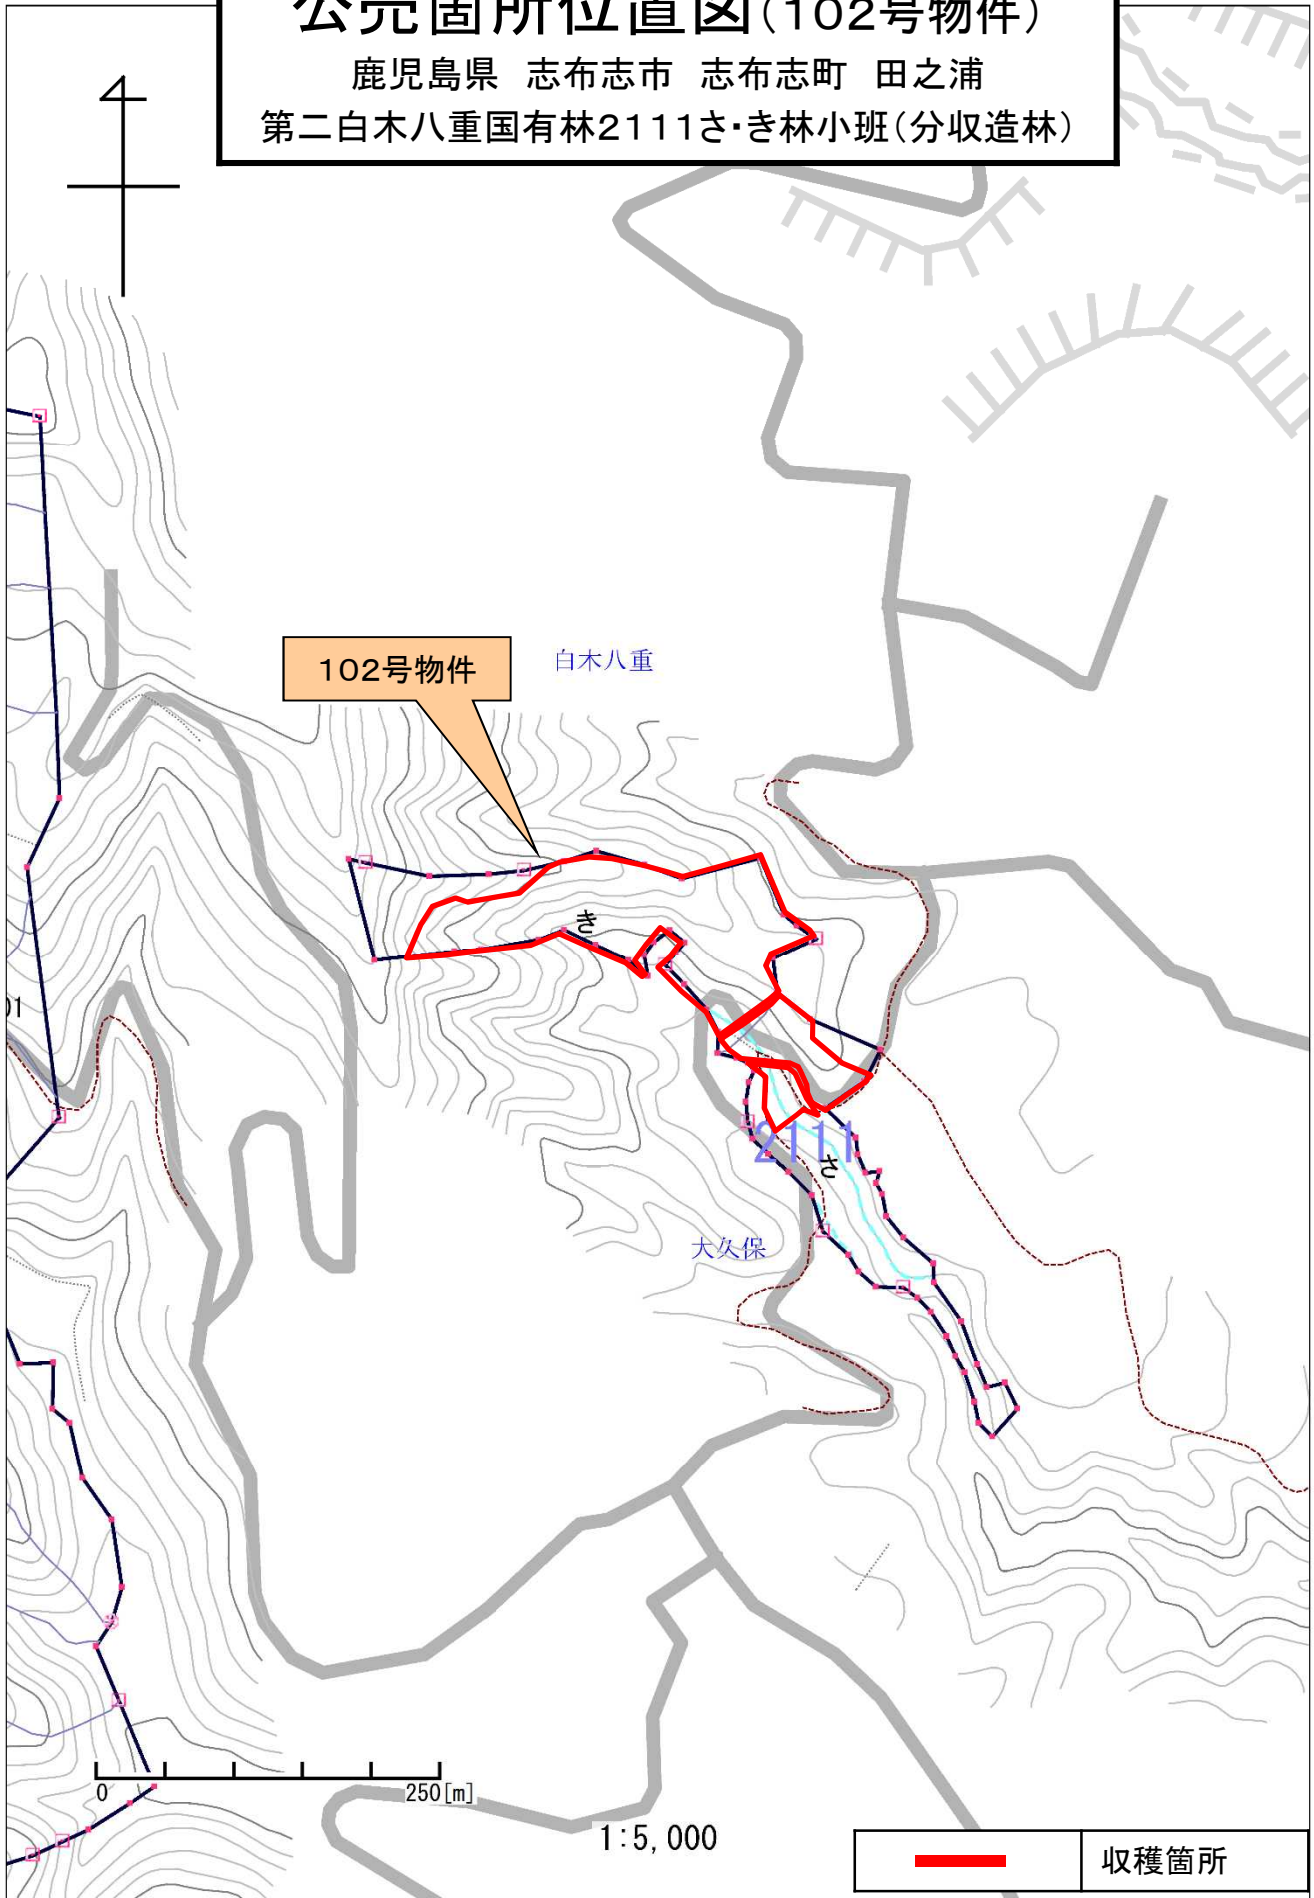 公売箇所位置図(102号物件)
鹿児島県 志布志市 志布志町 田之浦
第二白木八重国有林2111さ・き林小班(分収造林)
102号物件
白木八重
き
01
2111
さ
大久保
0
250[m]
1:5,000
収穫箇所